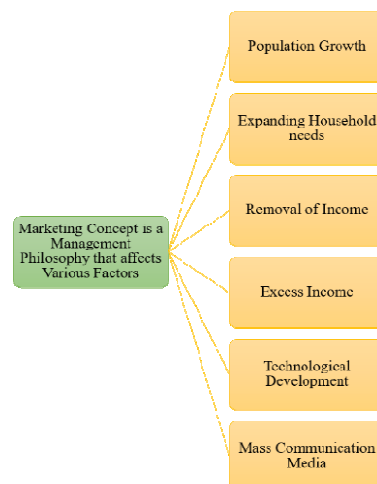 Population Growth
Expanding Household
needs
Removal of Income
Marketing Concept is a
Management
Philosophy that affects
Various Factors
Excess Income
Technological
Development
Mass Communication
Media